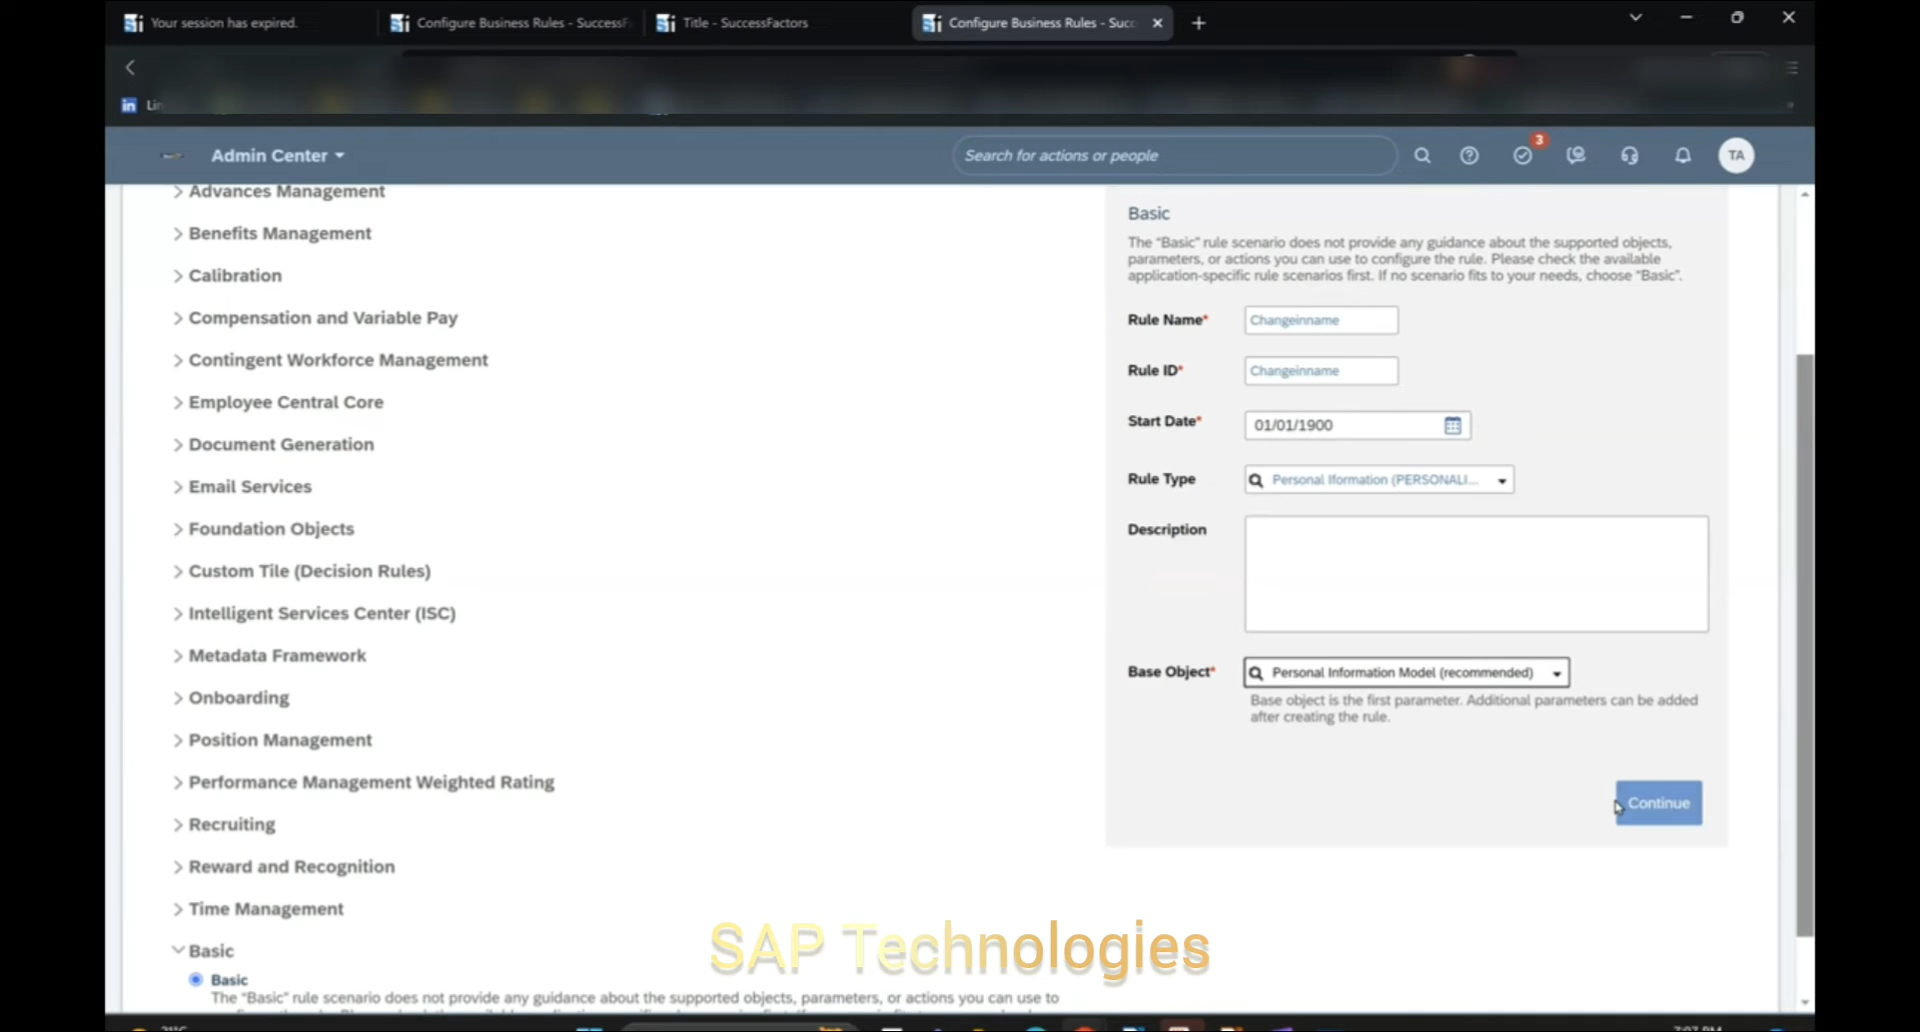 Your session has expired.
Configure Business Rules - SuccessF
Title - SuccessFactors
Configure Business Rules - Succ
Admin Center
Search for actions or people
3
TA
Advances Management
Benefits Management
Calibration
Compensation and Variable Pay
Contingent Workforce Management
Employee Central Core
Document Generation
Email Services
Foundation Objects
Custom Tile (Decision Rules)
Intelligent Services Center (ISC)
Metadata Framework
Onboarding
Position Management
Performance Management Weighted Rating
Recruiting
Reward and Recognition
Time Management
Basic
Basic
The "Basic" rule scenario does not provide any guidance about the supported objects, parameters, or actions you can use to
Basic
The "Basic" rule scenario does not provide any guidance about the supported objects,
parameters, or actions you can use to configure the rule. Please check the available
application-specific rule scenarios first. If no scenario fits to your needs, choose "Basic".
Rule Name* Changeinname
Rule ID* Changeinname
Start Date* 01/01/1900
Rule Type Personal Iformation (PERSONALI...
Description
Base Object* Personal Information Model (recommended)
Base object is the first parameter. Additional parameters can be added
after creating the rule.
Continue
SAP Technologies